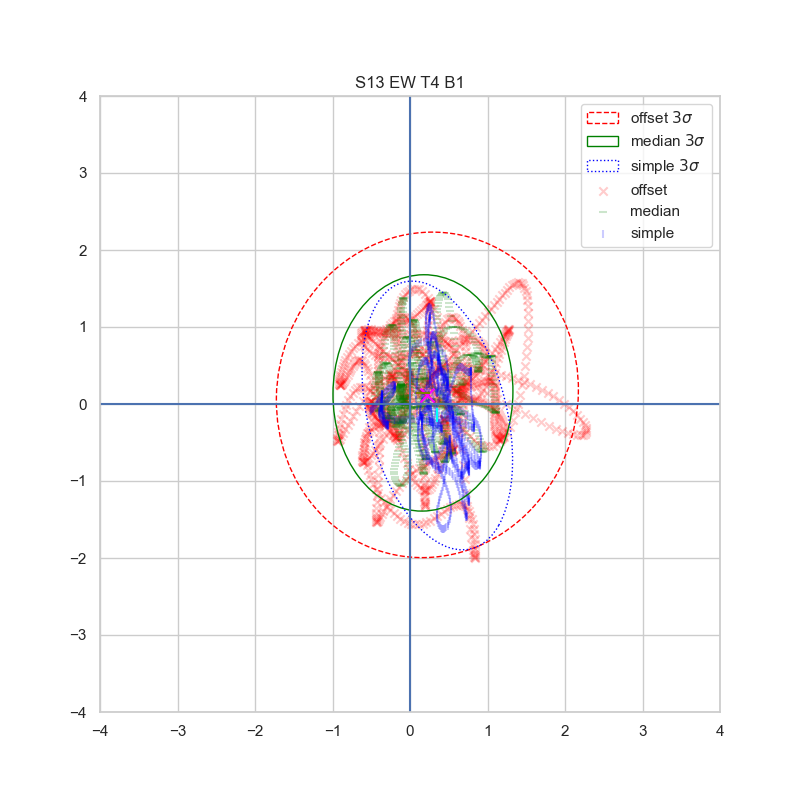 S13 EW T4 B1
offset 3σ
median 3σ
simple 3σ
offset
median
simple
4
3
2
1
0
−1
−2
−3
−4
−4 −3 −2 −1 0 1 2 3 4